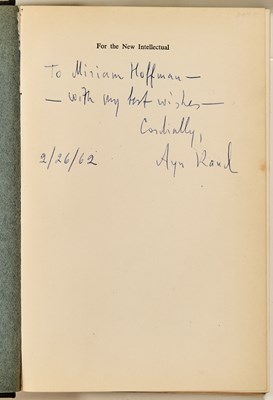 For the New Intellectual
To Miriam Hoffman —
— with my best wishes —
Cordially,
2/26/62 Ayn Rand